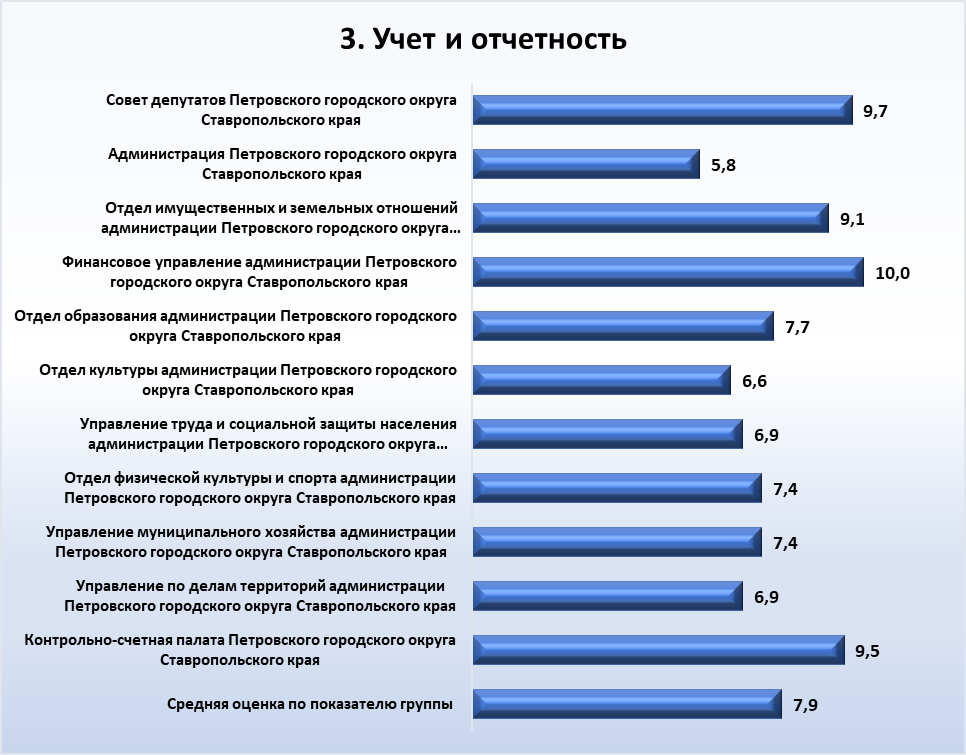 3. Учет и отчетность
Совет депутатов Петровского городского округа
Ставропольского края
9,7
Администрация Петровского городского округа
Ставропольского края
5,8
Отдел имущественных и земельных отношений
администрации Петровского городского округа...
9,1
Финансовое управление администрации Петровского
городского округа Ставропольского края
10,0
Отдел образования администрации Петровского городского
округа Ставропольского края
7,7
Отдел культуры администрации Петровского городского
округа Ставропольского края
6,6
Управление труда и социальной защиты населения
администрации Петровского городского округа...
6,9
Отдел физической культуры и спорта администрации
Петровского городского округа Ставропольского края
7,4
Управление муниципального хозяйства администрации
Петровского городского округа Ставропольского края
7,4
Управление по делам территорий администрации
Петровского городского округа Ставропольского края
6,9
Контрольно-счетная палата Петровского городского округа
Ставропольского края
9,5
Средняя оценка по показателю группы
7,9